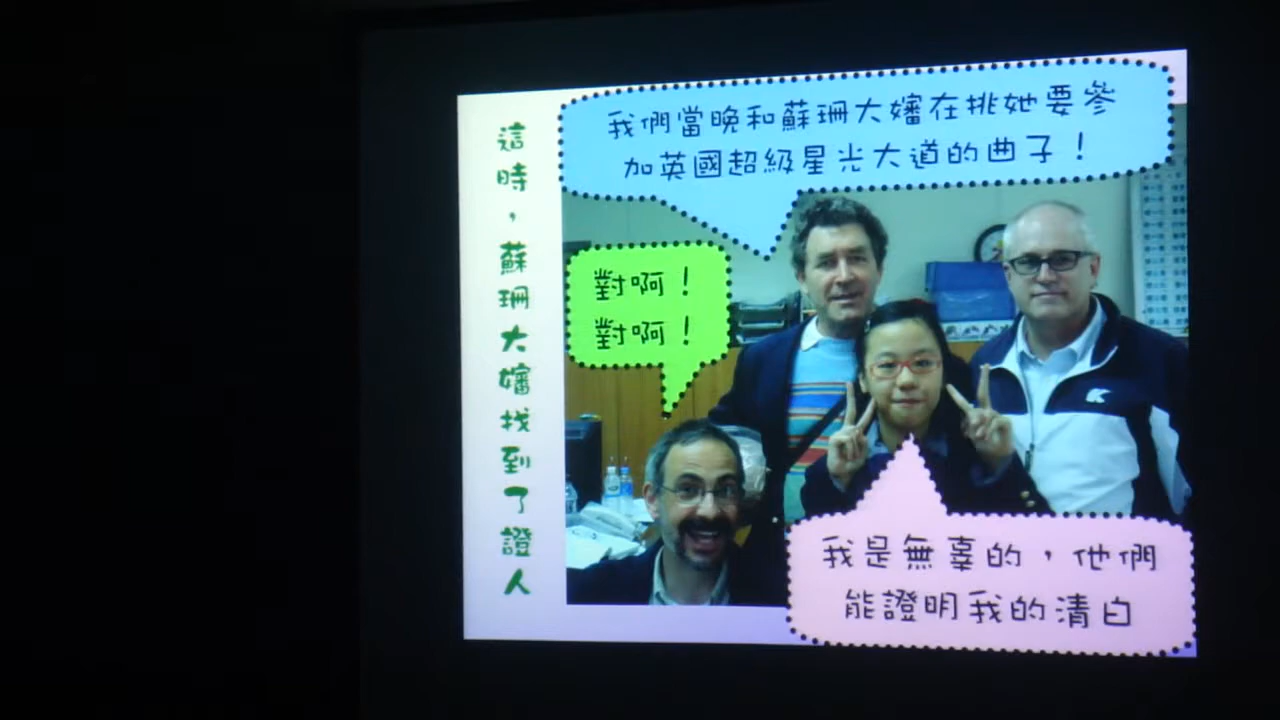 這時，蘇珊大嬸找到了證人
我們當晚和蘇珊大嬸在挑她要參
加英國超級星光大道的曲子！
對啊！
對啊！
我是無辜的，他們
能證明我的清白